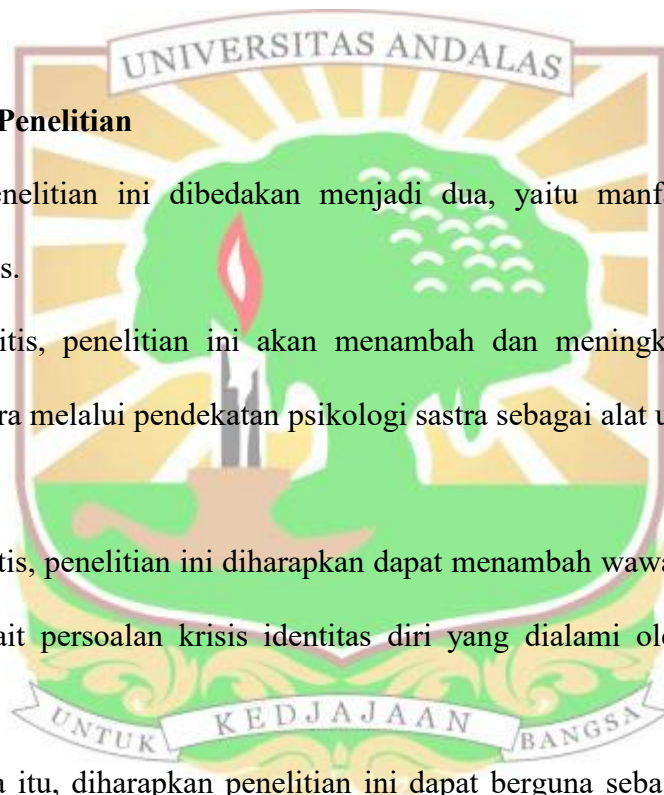 UNIVERSITAS ANDALAS
Penelitian
enelitian ini dibedakan menjadi dua, yaitu manfa
s.
itis, penelitian ini akan menambah dan meningk
ra melalui pendekatan psikologi sastra sebagai alat u
tis, penelitian ini diharapkan dapat menambah wawa
ait persoalan krisis identitas diri yang dialami ol
UNTUK KEDJAJAAN BANGSA
a itu, diharapkan penelitian ini dapat berguna seba